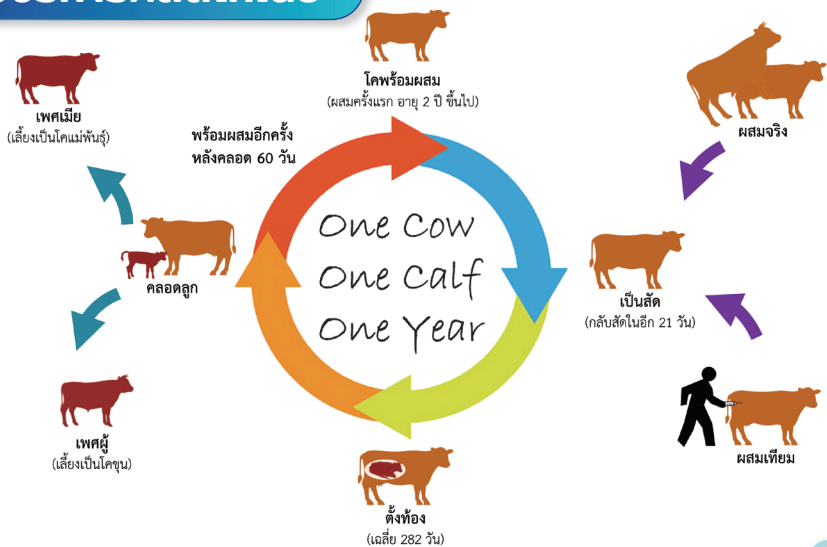 โคพร้อมผสม
(ผสมครั้งแรก อายุ 2 ปี ขึ้นไป)
เพศเมีย
(เลี้ยงเป็นโคแม่พันธุ์)
ผสมจริง
พร้อมผสมอีกครั้ง
หลังคลอด 60 วัน
One Cow
One Calf
One Year
คลอดลูก
เป็นสัด
(กลับสัดในอีก 21 วัน)
เพศผู้
(เลี้ยงเป็นโคขุน)
ผสมเทียม
ตั้งท้อง
(เฉลี่ย 282 วัน)